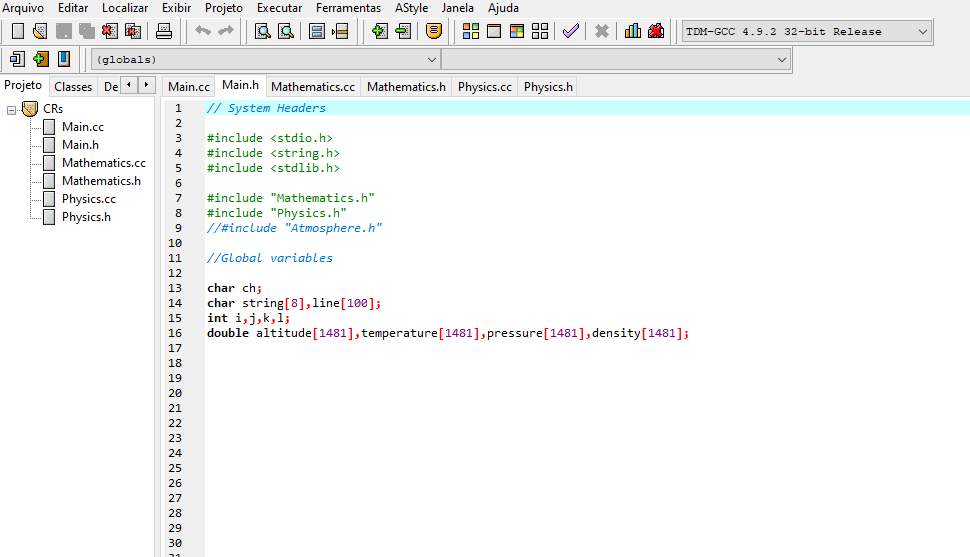 Arquivo Editar Localizar Exibir Projeto Executar Ferramentas AStyle Janela Ajuda
TDM-GCC 4.9.2 32-bit Release
(globals)
Projeto Classes De
Main.cc Main.h Mathematics.cc Mathematics.h Physics.cc Physics.h
CRs
Main.cc
Main.h
Mathematics.cc
Mathematics.h
Physics.cc
Physics.h
1 // System Headers
2
3 #include <stdio.h>
4 #include <string.h>
5 #include <stdlib.h>
6
7 #include "Mathematics.h"
8 #include "Physics.h"
9 //#include "Atmosphere.h"
10
11 //Global variables
12
13 char ch;
14 char string[8],line[100];
15 int i,j,k,l;
16 double altitude[1481],temperature[1481],pressure[1481],density[1481];
17
18
19
20
21
22
23
24
25
26
27
28
29
30
31